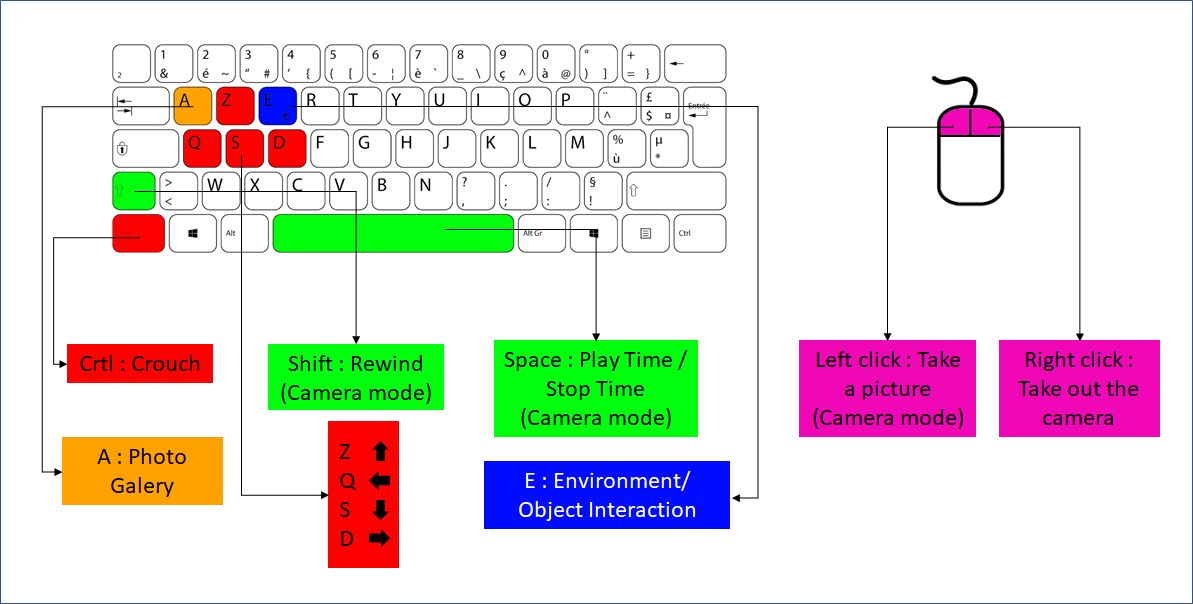 1 2 3 4 5 6 7 8 9 0 ° +
2 & é ~ " # ' { ( [ - ¦ è ` _ \ ç ^ à @ ) ] = }
A Z E R T Y U I O P ¨ £ Entrée
€ ^ $ ¤
Q S D F G H J K L M % µ
ù *
> W X C V B N ? . / §
< , ; : !
Alt Alt Gr Ctrl
Crtl : Crouch
Shift : Rewind
(Camera mode)
Space : Play Time /
Stop Time
(Camera mode)
Left click : Take
a picture
(Camera mode)
Right click :
Take out the
camera
A : Photo
Galery
Z
Q
S
D
E : Environment/
Object Interaction